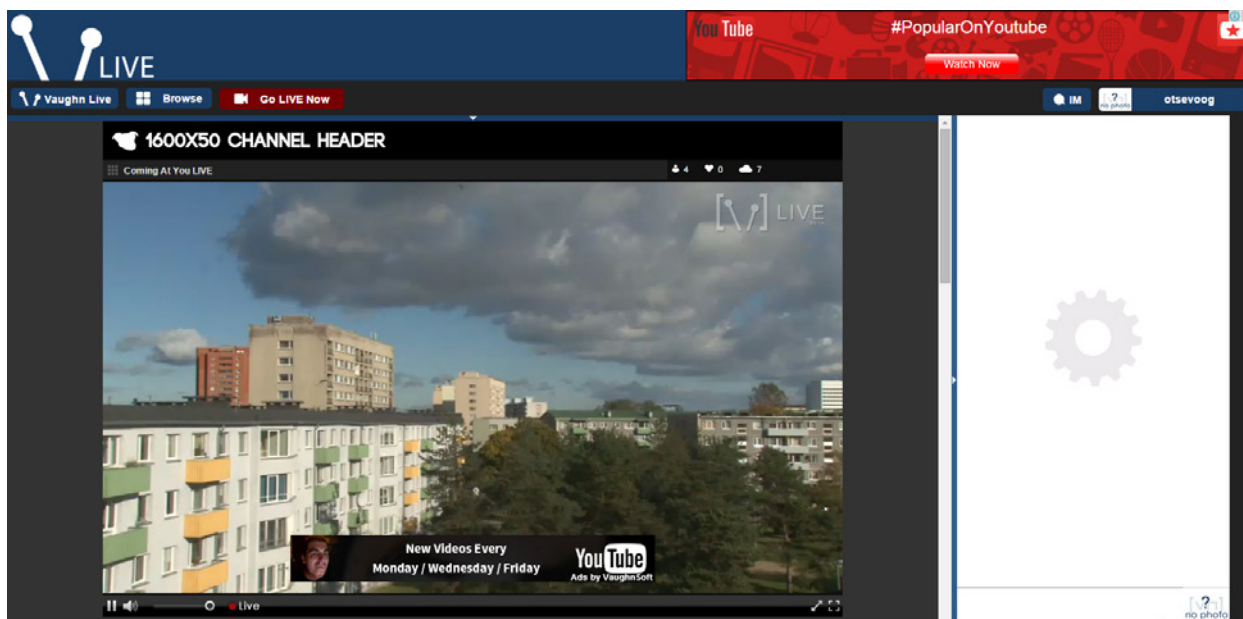 LIVE
You Tube
#PopularOnYoutube
Watch Now
Vaughn Live
Browse
Go LIVE Now
IM
? no photo
otsevoog
1600X50 CHANNEL HEADER
Coming At You LIVE
4
0
7
LIVE
New Videos Every
Monday / Wednesday / Friday
You Tube
Ads by VaughnSoft
Live
? no photo